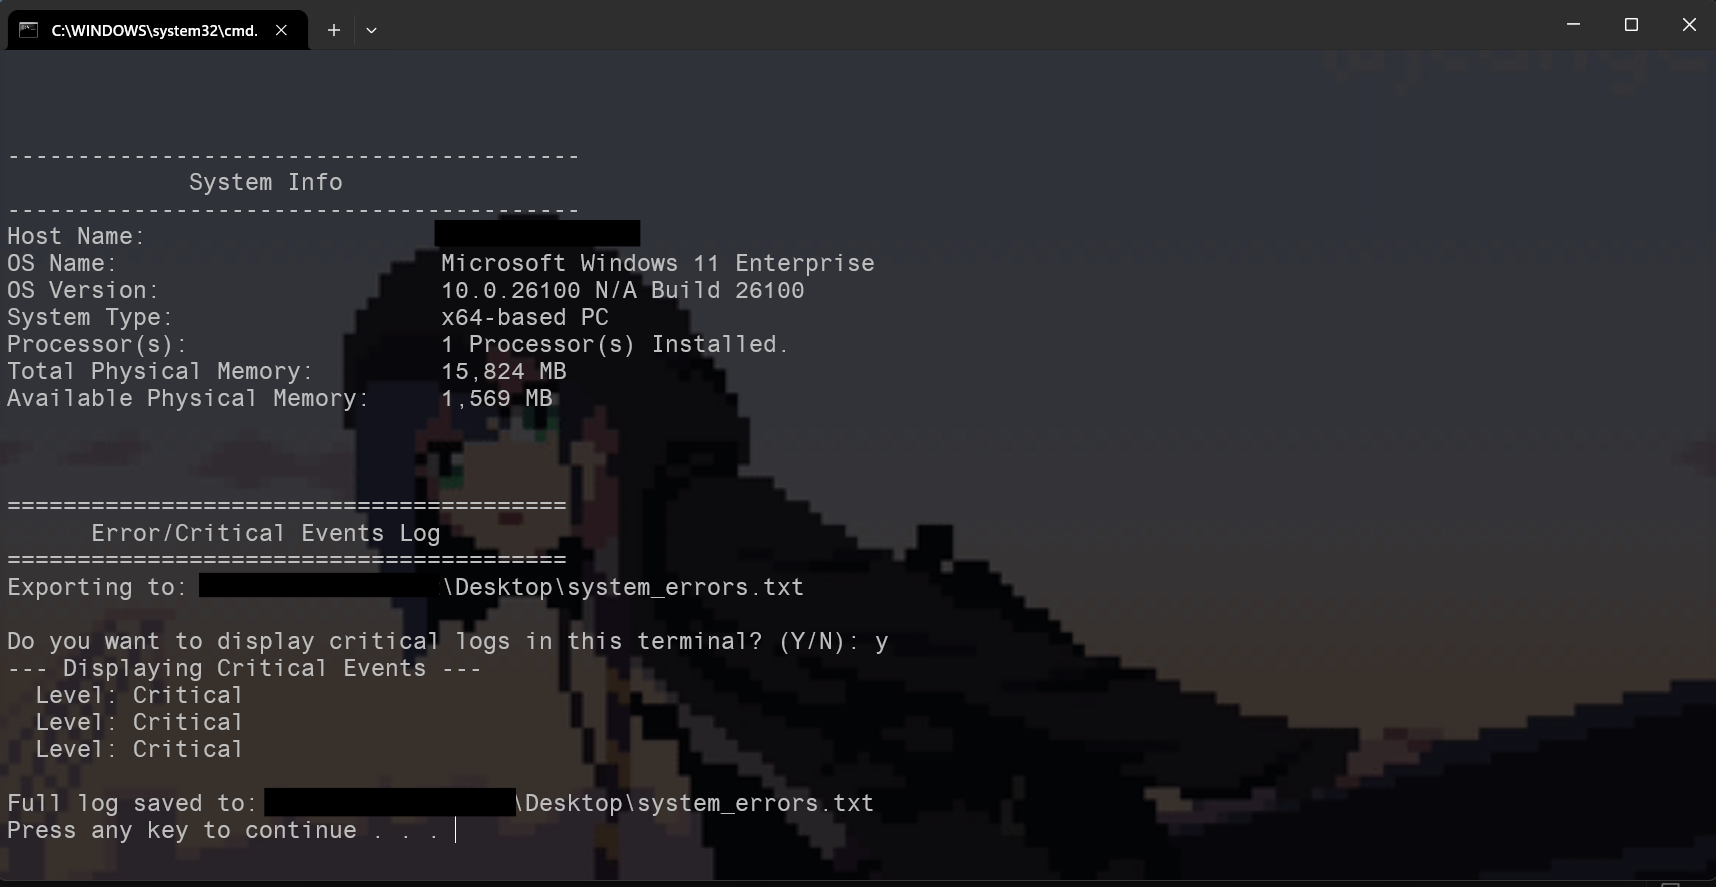 C:\WINDOWS\system32\cmd.
----------------------------------------
System Info
----------------------------------------
Host Name:
OS Name: Microsoft Windows 11 Enterprise
OS Version: 10.0.26100 N/A Build 26100
System Type: x64-based PC
Processor(s): 1 Processor(s) Installed.
Total Physical Memory: 15,824 MB
Available Physical Memory: 1,569 MB
========================================
Error/Critical Events Log
========================================
Exporting to: \Desktop\system_errors.txt
Do you want to display critical logs in this terminal? (Y/N): y
--- Displaying Critical Events ---
Level: Critical
Level: Critical
Level: Critical
Full log saved to: \Desktop\system_errors.txt
Press any key to continue . . .